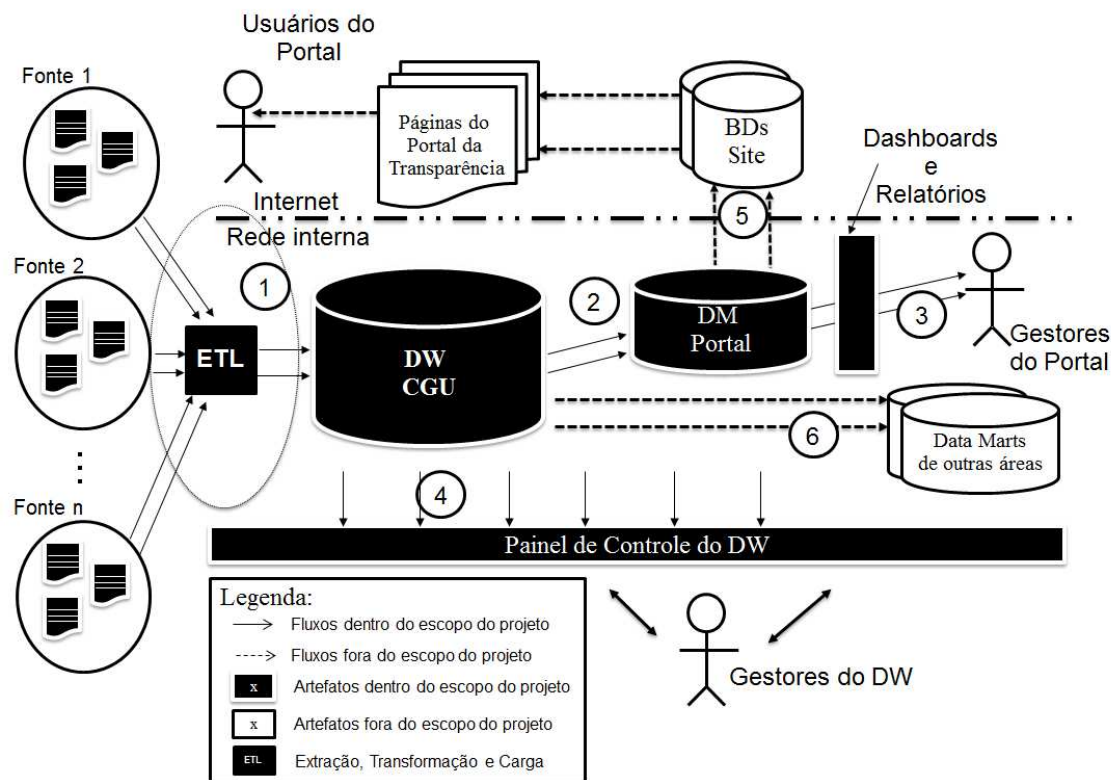 Usuários do
Portal
Fonte 1
Páginas do
Portal da
Transparência
BDs
Site
Dashboards
e
Relatórios
Internet
Rede interna
5
Fonte 2
1
2
3
ETL
DW
CGU
DM
Portal
Gestores
do Portal
6
Data Marts
de outras áreas
Fonte n
4
Painel de Controle do DW
Legenda:
Fluxos dentro do escopo do projeto
Fluxos fora do escopo do projeto
x Artefatos dentro do escopo do projeto
x Artefatos fora do escopo do projeto
ETL Extração, Transformação e Carga
Gestores do DW